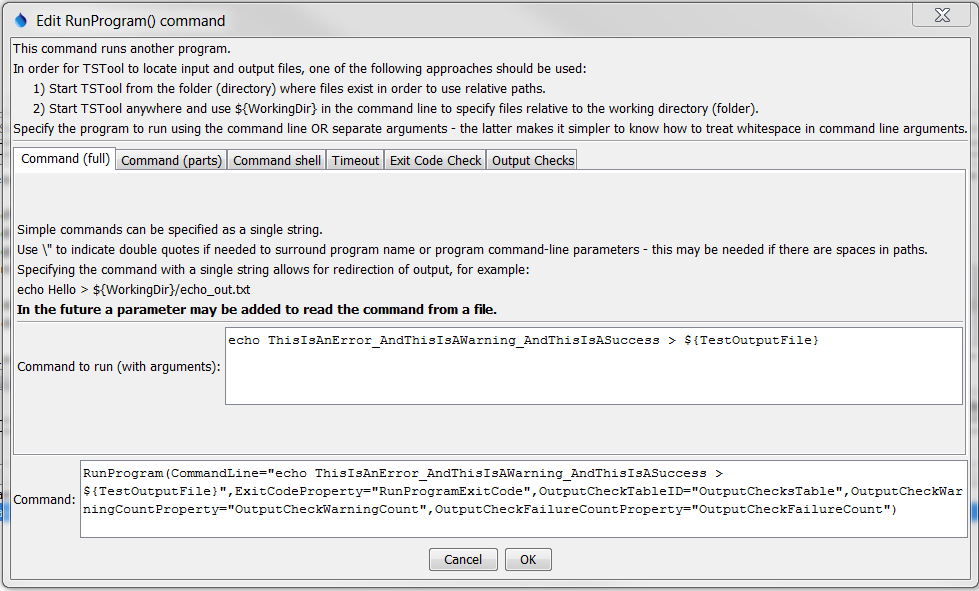 Edit RunProgram() command
This command runs another program.
In order for TSTool to locate input and output files, one of the following approaches should be used:
1) Start TSTool from the folder (directory) where files exist in order to use relative paths.
2) Start TSTool anywhere and use ${WorkingDir} in the command line to specify files relative to the working directory (folder).
Specify the program to run using the command line OR separate arguments - the latter makes it simpler to know how to treat whitespace in command line arguments.
Command (full) Command (parts) Command shell Timeout Exit Code Check Output Checks
Simple commands can be specified as a single string.
Use \" to indicate double quotes if needed to surround program name or program command-line parameters - this may be needed if there are spaces in paths.
Specifying the command with a single string allows for redirection of output, for example:
echo Hello > ${WorkingDir}/echo_out.txt
In the future a parameter may be added to read the command from a file.
echo ThisIsAnError_AndThisIsAWarning_AndThisIsASuccess > ${TestOutputFile}
Command to run (with arguments):
RunProgram(CommandLine="echo ThisIsAnError_AndThisIsAWarning_AndThisIsASuccess >
${TestOutputFile}",ExitCodeProperty="RunProgramExitCode",OutputCheckTableID="OutputChecksTable",OutputCheckWar
ningCountProperty="OutputCheckWarningCount",OutputCheckFailureCountProperty="OutputCheckFailureCount")
Command:
Cancel OK